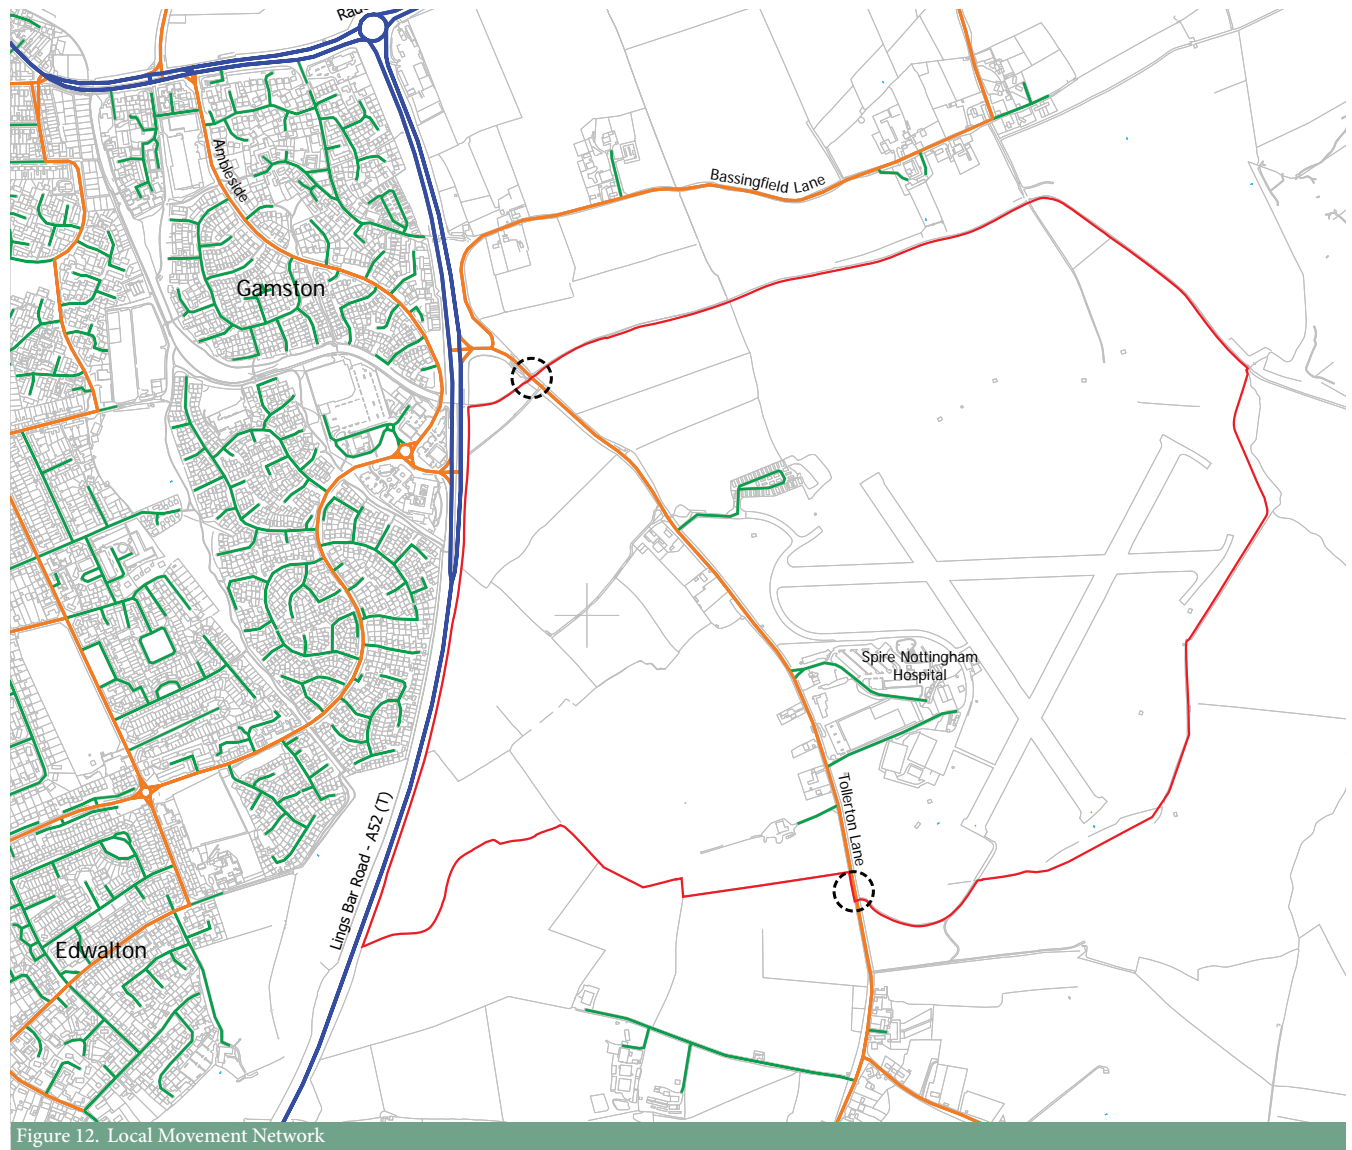 Bassingfield Lane
Ambleside
Gamston
Spire Nottingham
Hospital
Tollerton Lane
Lings Bar Road - A52 (T)
Edwalton
Figure 12. Local Movement Network